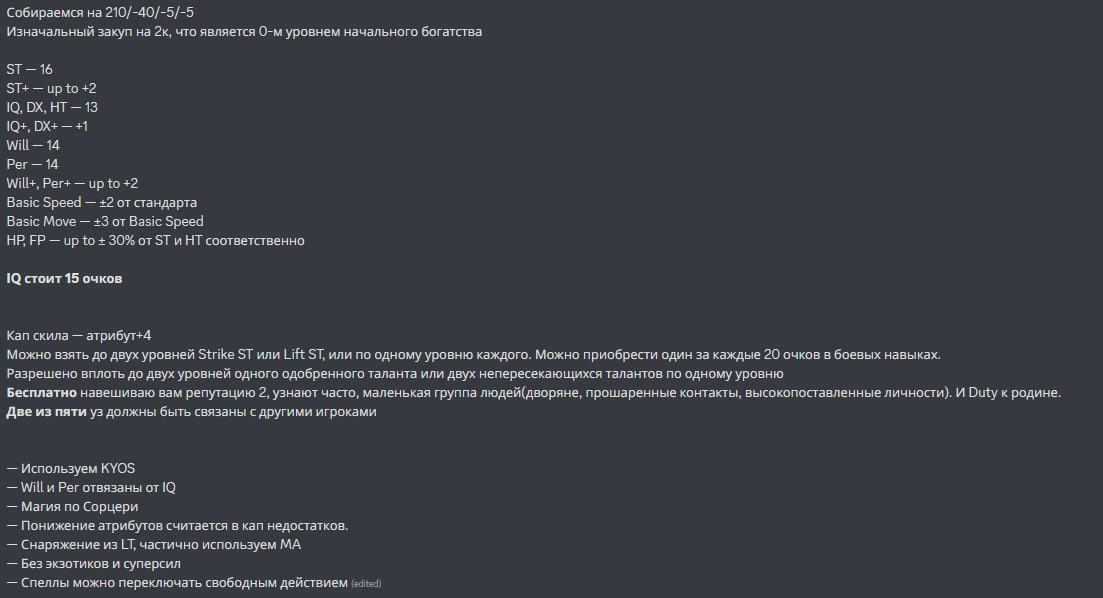 Собираемся на 210/-40/-5/-5
Изначальный закуп на 2к, что является 0-м уровнем начального богатства
ST — 16
ST+ — up to +2
IQ, DX, HT — 13
IQ+, DX+ — +1
Will — 14
Per — 14
Will+, Per+ — up to +2
Basic Speed — ±2 от стандарта
Basic Move — ±3 от Basic Speed
HP, FP — up to ± 30% от ST и HT соответственно
IQ стоит 15 очков
Кап скила — атрибут+4
Можно взять до двух уровней Strike ST или Lift ST, или по одному уровню каждого. Можно приобрести один за каждые 20 очков в боевых навыках.
Разрешено вплоть до двух уровней одного одобренного таланта или двух непересекающихся талантов по одному уровню
Бесплатно навешиваю вам репутацию 2, узнают часто, маленькая группа людей(дворяне, прошаренные контакты, высокопоставленные личности). И Duty к родине.
Две из пяти уз должны быть связаны с другими игроками
— Используем KYOS
— Will и Per отвязаны от IQ
— Магия по Сорцери
— Понижение атрибутов считается в кап недостатков.
— Снаряжение из LT, частично используем MA
— Без экзотиков и суперсил
— Спеллы можно переключать свободным действием (edited)